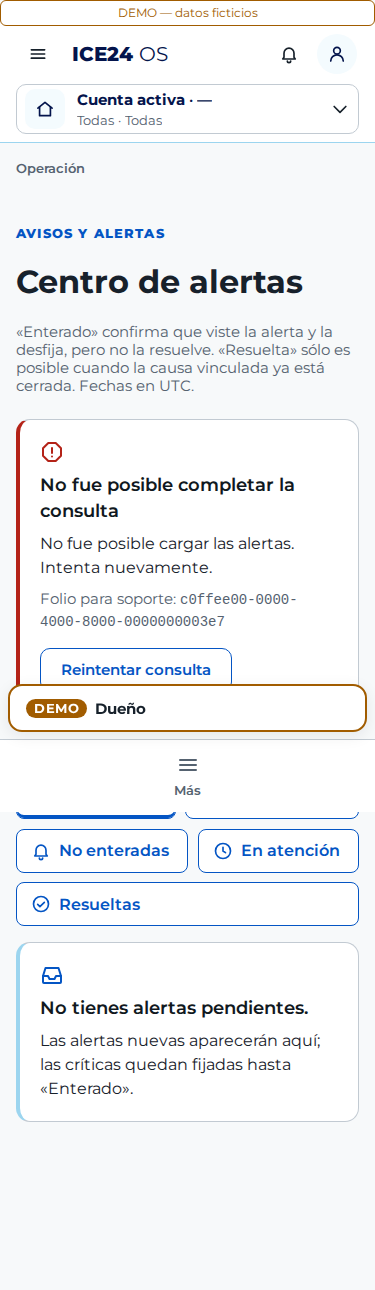 DEMO — datos ficticios
ICE24 OS
Cuenta activa · —
Todas · Todas
Operación
AVISOS Y ALERTAS
Centro de alertas
«Enterado» confirma que viste la alerta y la
desfija, pero no la resuelve. «Resuelta» sólo es
posible cuando la causa vinculada ya está
cerrada. Fechas en UTC.
No fue posible completar la
consulta
No fue posible cargar las alertas.
Intenta nuevamente.
Folio para soporte: c0ffee00-0000-
4000-8000-0000000003e7
Reintentar consulta
DEMO Dueño
Más
No enteradas
En atención
Resueltas
No tienes alertas pendientes.
Las alertas nuevas aparecerán aquí;
las críticas quedan fijadas hasta
«Enterado».